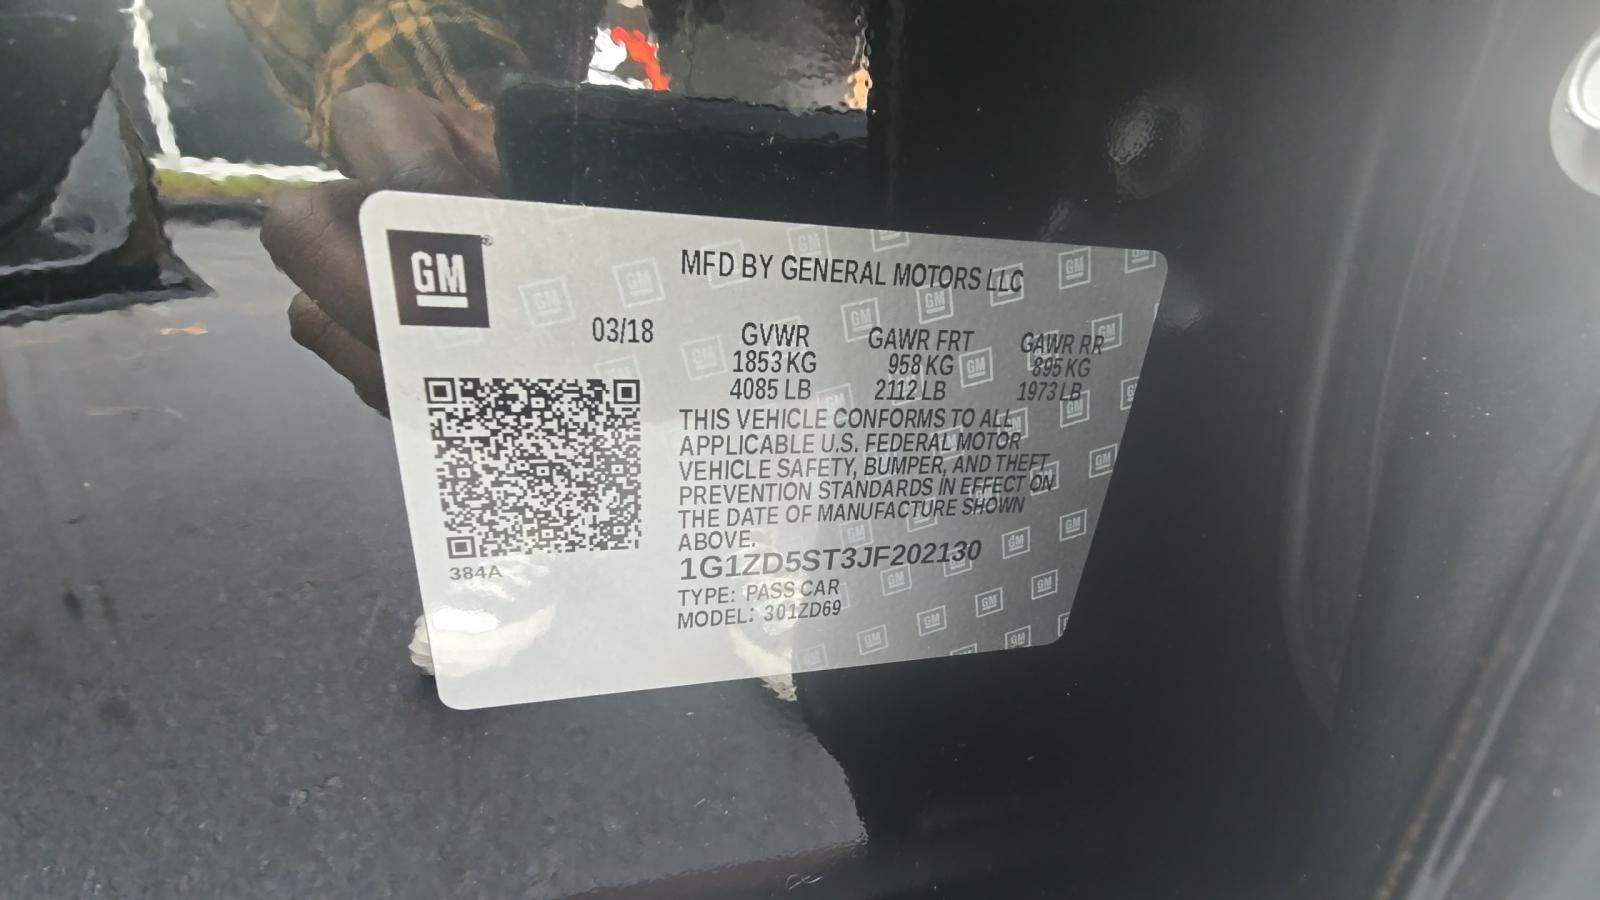 GM
MFD BY GENERAL MOTORS LLC
03/18
GVWR GAWR FRT GAWR RR
1853 KG 958 KG 895 KG
4085 LB 2112 LB 1973 LB
THIS VEHICLE CONFORMS TO ALL
APPLICABLE U.S. FEDERAL MOTOR
VEHICLE SAFETY, BUMPER, AND THEFT
PREVENTION STANDARDS IN EFFECT ON
THE DATE OF MANUFACTURE SHOWN
ABOVE.
1G1ZD5ST3JF202130
TYPE: PASS CAR
MODEL: 301ZD69
384A